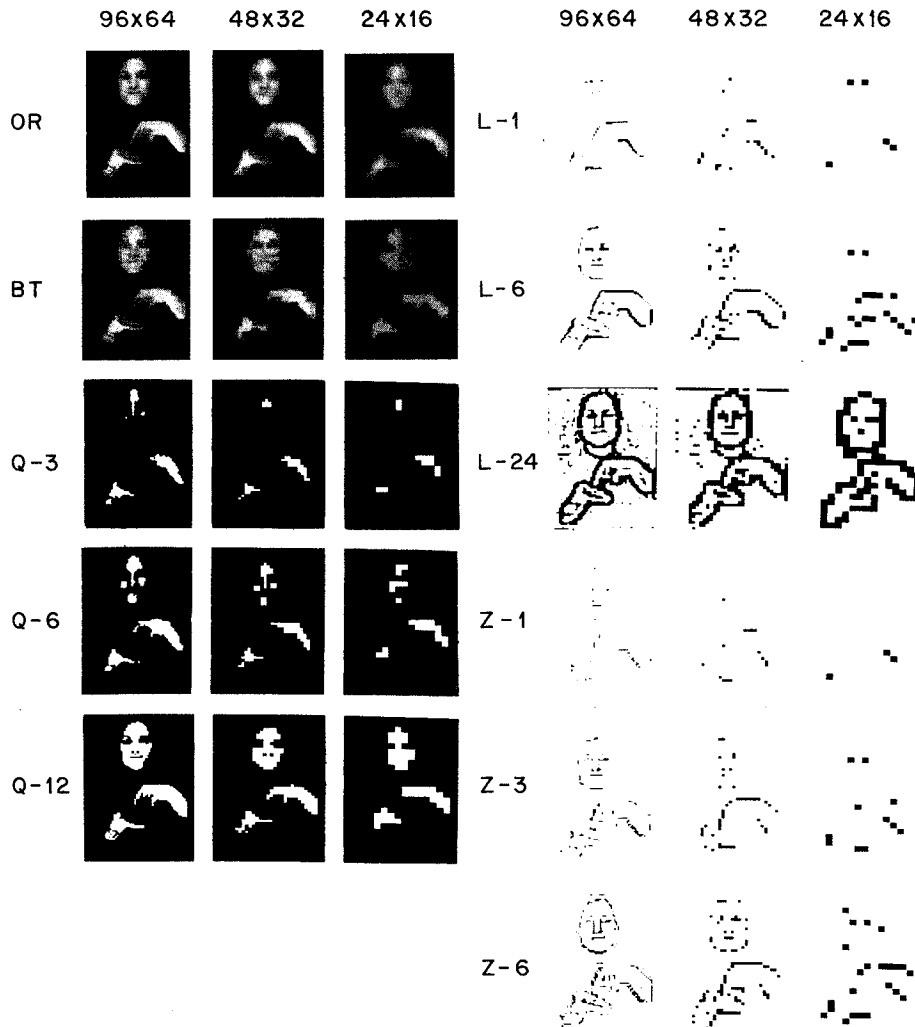 96x64 48x32 24x16 96x64 48x32 24x16
OR
L-1
BT
L-6
Q-3
L-24
Q-6
Z-1
Q-12
Z-3
Z-6